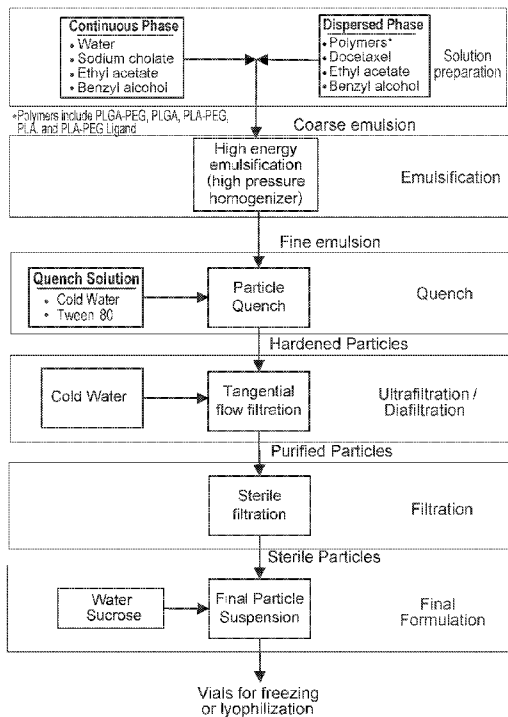 Continuous Phase
• Water
• Sodium cholate
• Ethyl acetate
• Benzyl alcohol
Dispersed Phase
• Polymers*
• Docetaxel
• Ethyl acetate
• Benzyl alcohol
Solution
preparation
*Polymers include PLGA-PEG, PLGA, PLA-PEG,
PLA, and PLA-PEG Ligand
Coarse emulsion
High energy
emulsification
(high pressure
homogenizer)
Emulsification
Fine emulsion
Quench Solution
• Cold Water
• Tween 80
Particle
Quench
Quench
Hardened Particles
Cold Water
Tangential
flow filtration
Ultrafiltration /
Diafiltration
Purified Particles
Sterile
filtration
Filtration
Sterile Particles
Water
Sucrose
Final Particle
Suspension
Final
Formulation
Vials for freezing
or lyophilization